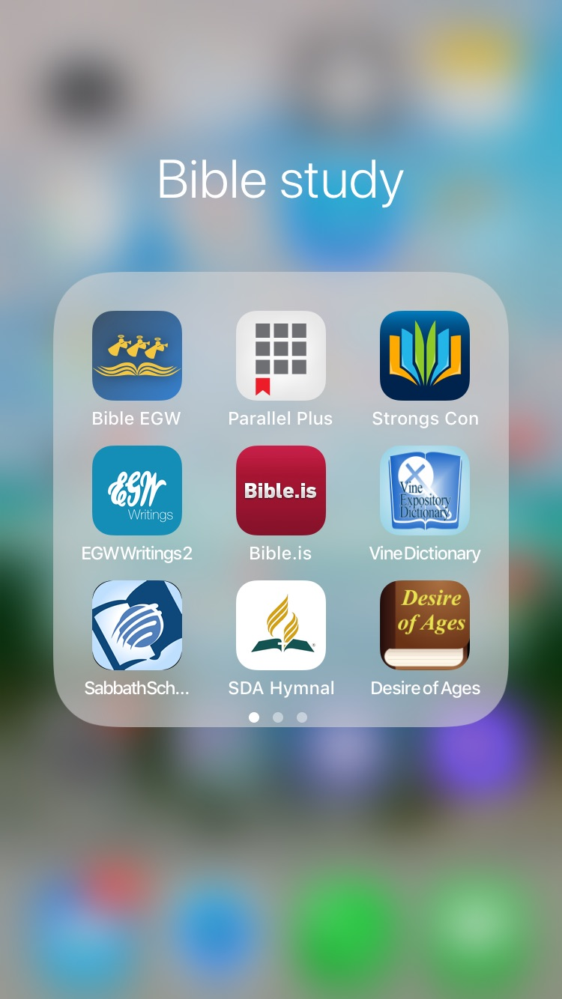 Bible study
Bible EGW
Parallel Plus
Strongs Con
EGW
Writings
Bible.is
Vine
Expository
Dictionary
EGWWritings2
Bible.is
VineDictionary
Desire
of Ages
SabbathSch...
SDA Hymnal
Desire of Ages